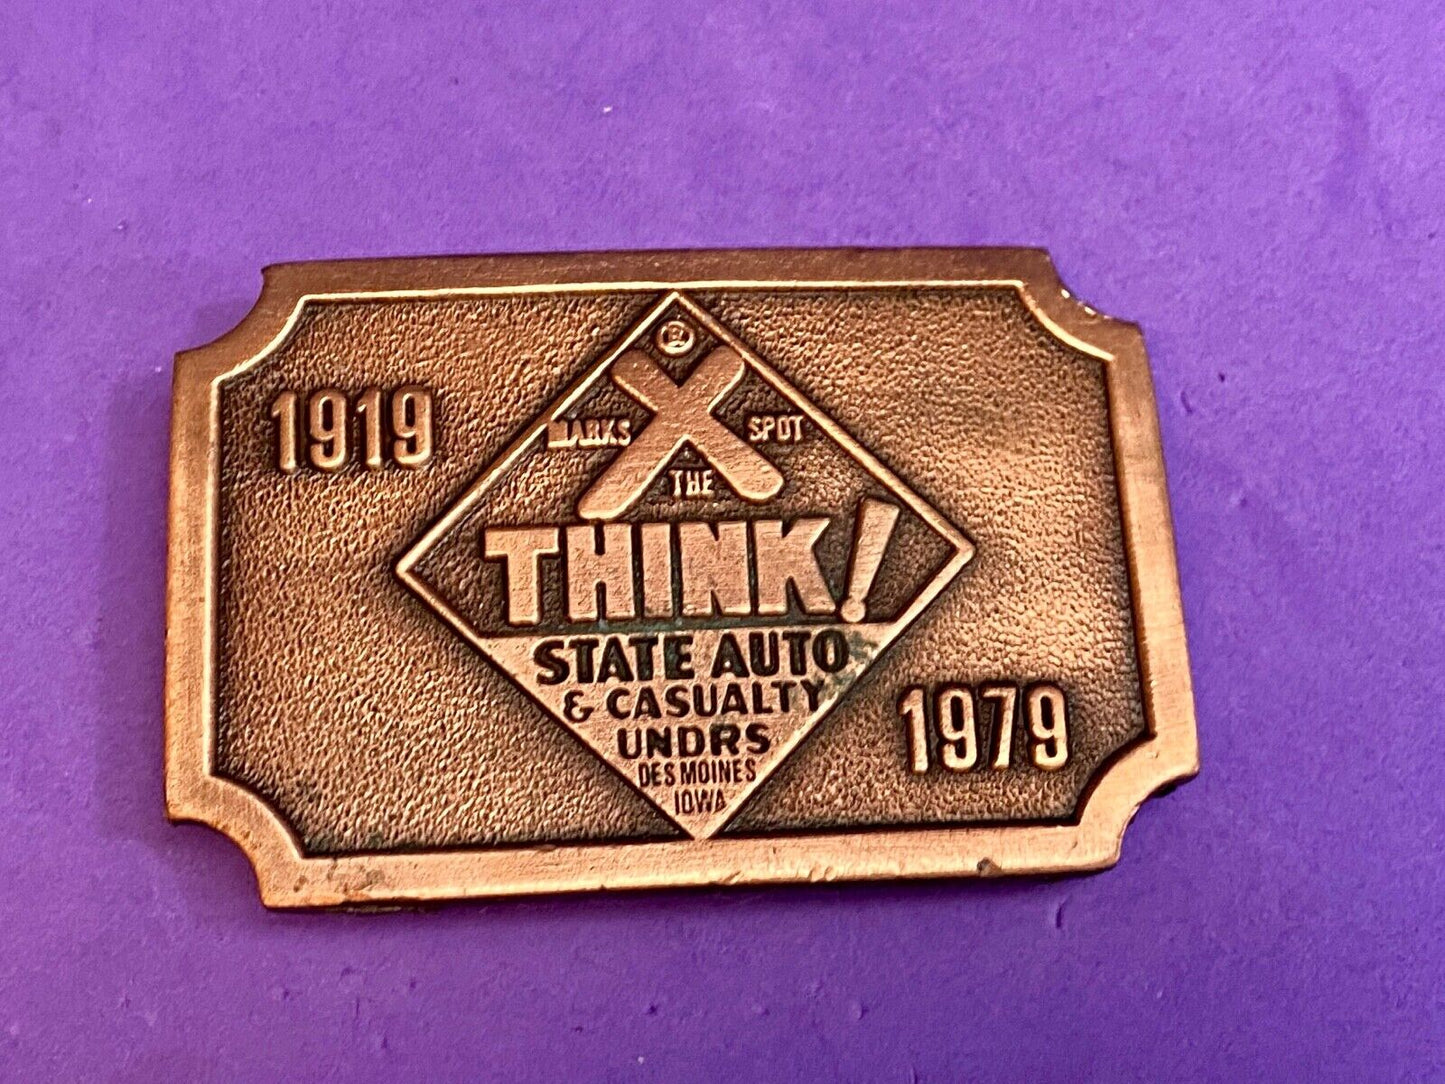 1919
®
X
MARKS SPOT
THE
THINK!
STATE AUTO
& CASUALTY
UNDRS
DES MOINES
IOWA
1979